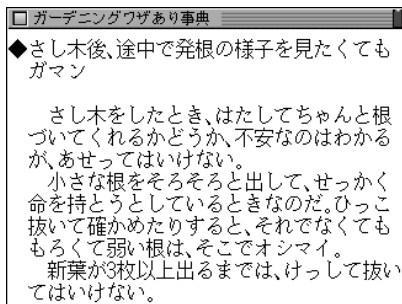 ガーデニングワザあり事典
◆さし木後､途中で発根の様子を見たくても
ガマン
さし木をしたとき､はたしてちゃんと根
づいてくれるかどうか､不安なのはわかる
が､あせってはいけない。
小さな根をそろそろと出して､せっかく
命を持とうとしているときなのだ｡ひっこ
抜いて確かめたりすると､それでなくても
もろくて弱い根は､そこでオシマイ。
新葉が3枚以上出るまでは､けっして抜い
てはいけない。